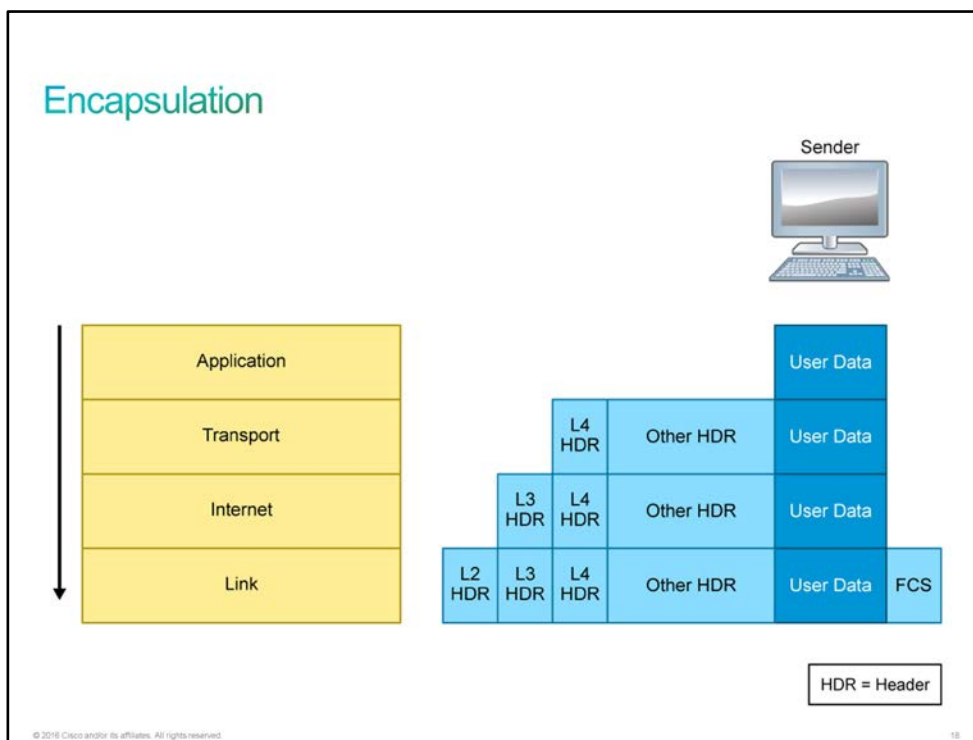 Encapsulation
Sender
Application
User Data
Transport
L4 HDR
Other HDR
User Data
Internet
L3 HDR
L4 HDR
Other HDR
User Data
Link
L2 HDR
L3 HDR
L4 HDR
Other HDR
User Data
FCS
HDR = Header
© 2016 Cisco and/or its affiliates. All rights reserved.
18